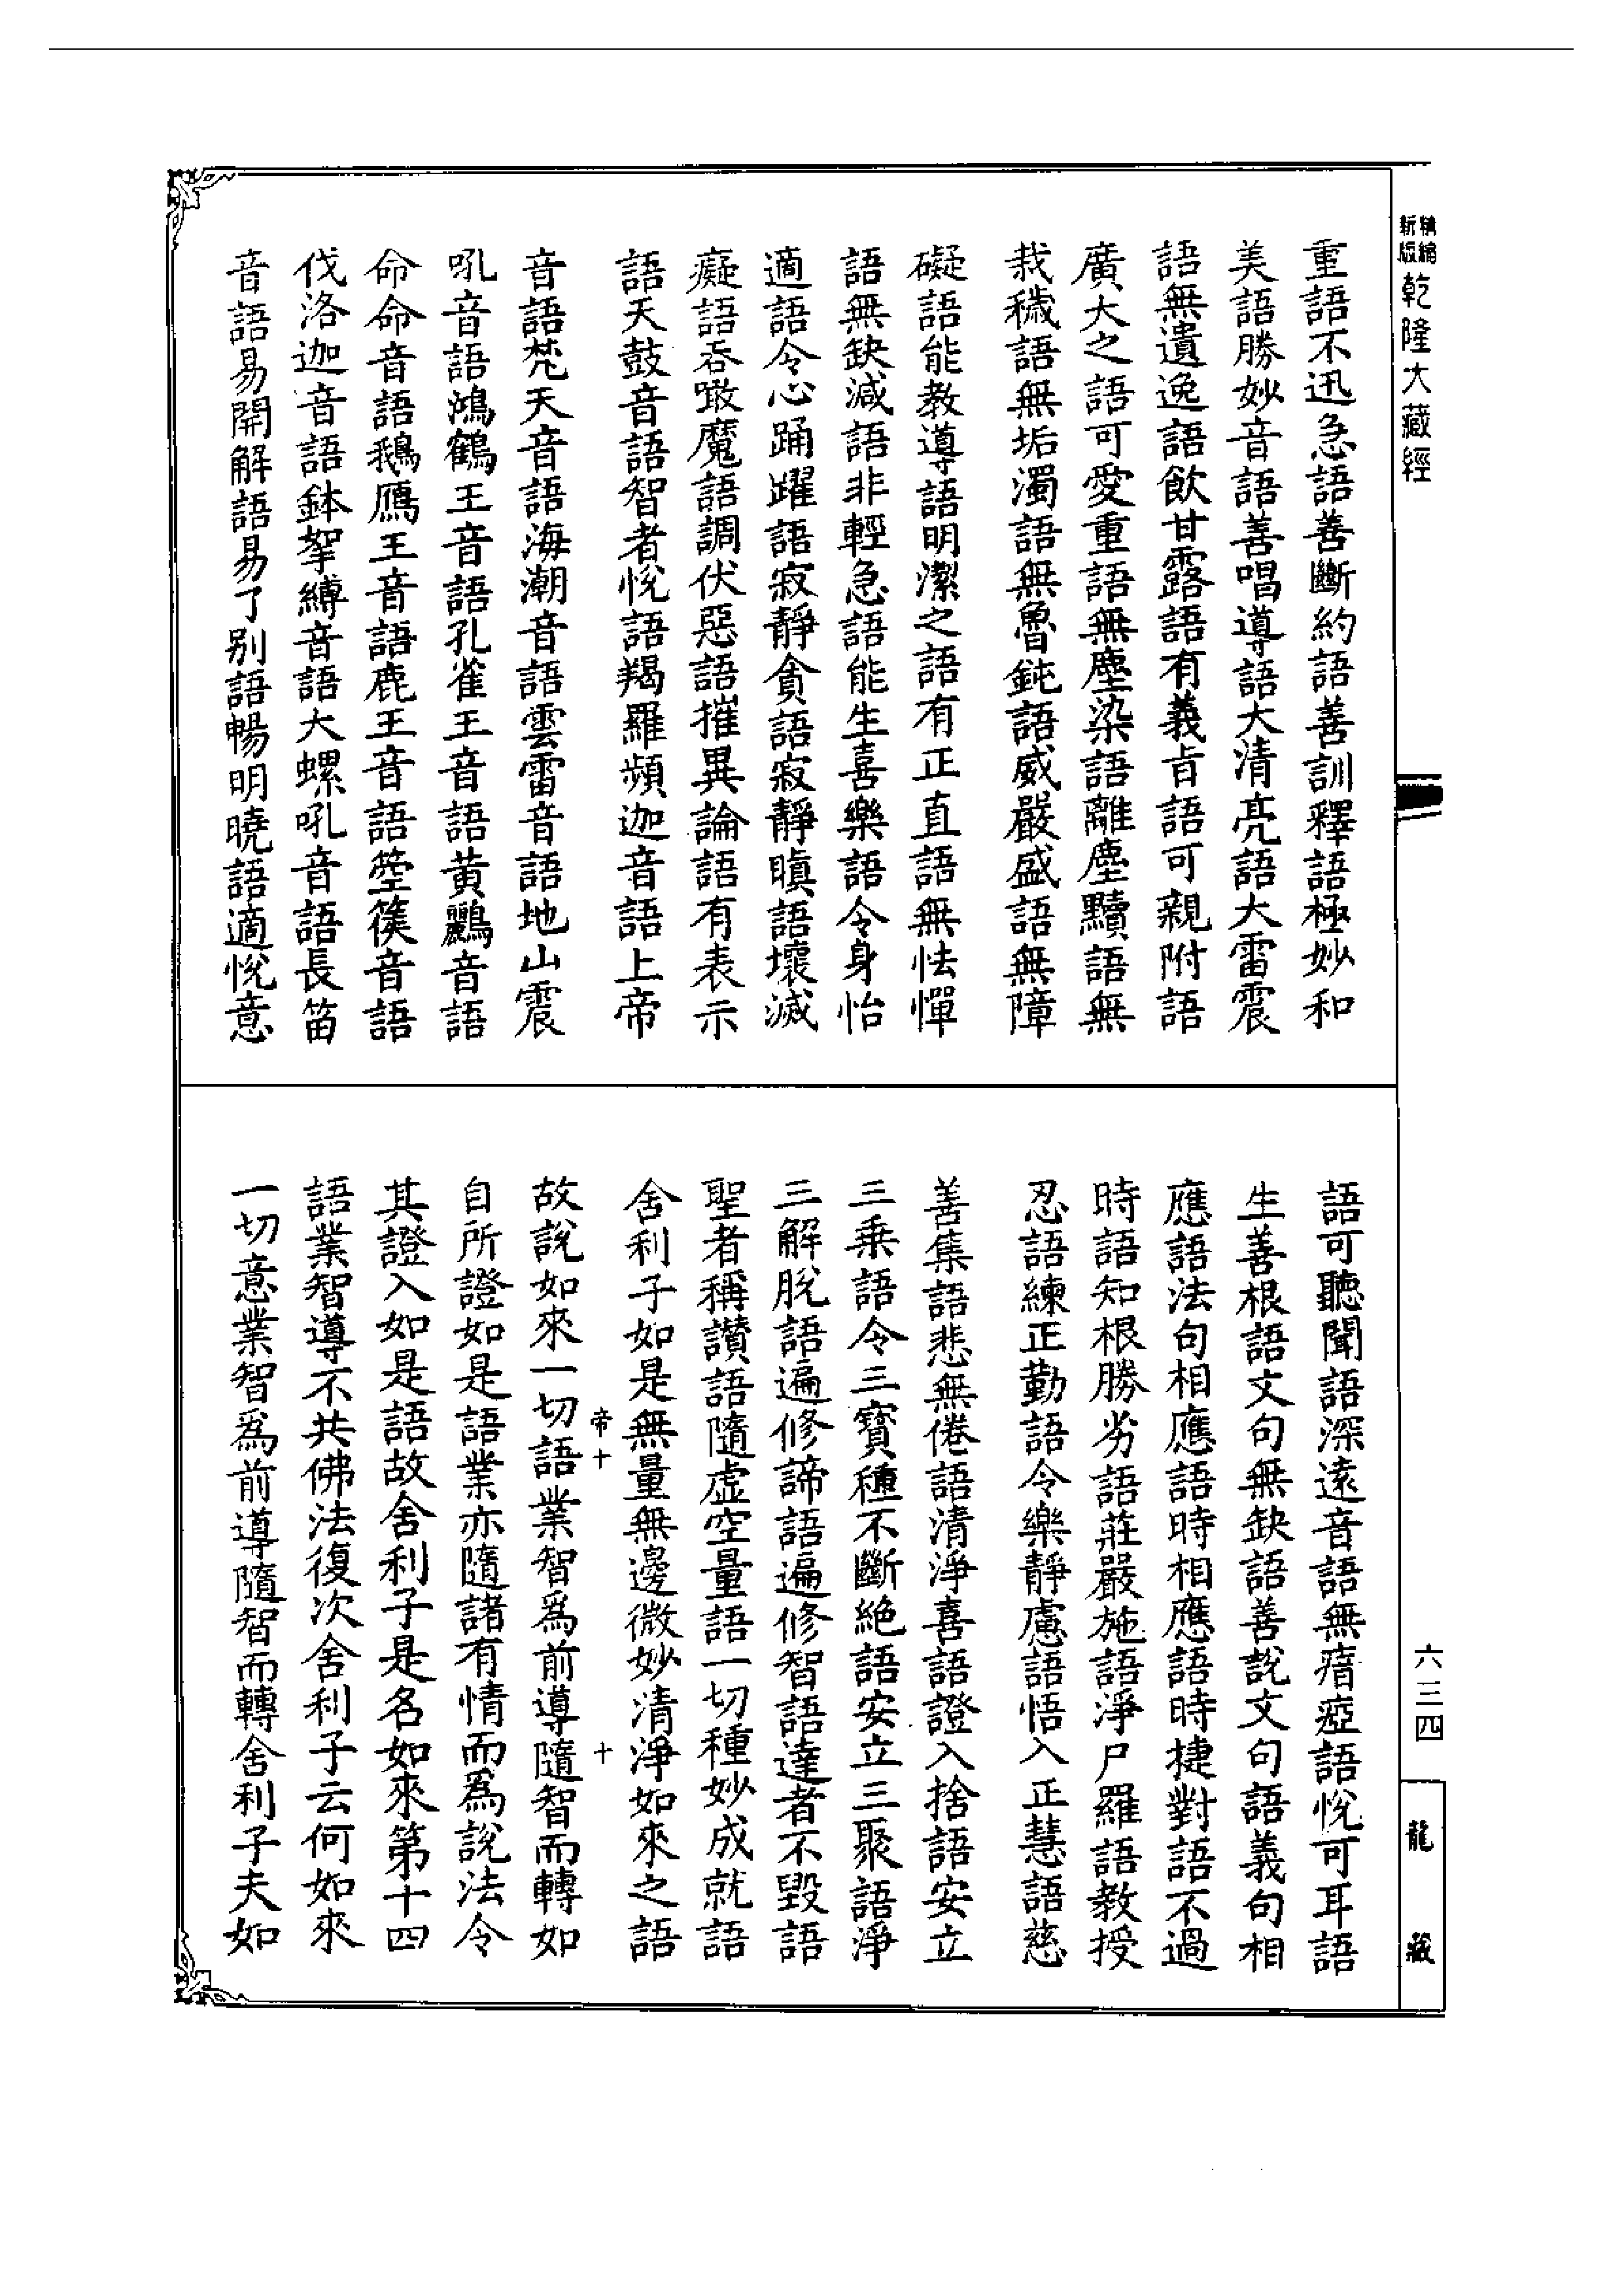 新編縮版乾隆大藏經
重語不迅急語善斷約語善訓釋語極妙和
美語勝妙音語善唱導語大清亮語大雷震
語無遺逸語飲甘露語有義旨語可親附語
廣大之語可愛重語無塵染語離塵黷語無
栽穢語無垢濁語無魯鈍語威嚴盛語無障
礙語能教導語明潔之語有正直語無怯憚
語無缺減語非輕急語能生喜樂語令身怡
適語令心踊躍語寂靜貪語寂靜瞋語壞滅
癡語吞噉魔語調伏惡語摧異論語有表示
語天鼓音語智者悅語羯羅頻迦音語上帝
音語梵天音語海潮音語雲雷音語地山震
吼音語鴻鶴王音語孔雀王音語黃鸝音語
命命音語鵝鴈王音語鹿王音語箜篌音語
伐洛迦音語鉢拏縛音語大螺吼音語長笛
音語易開解語易了別語暢明曉語適悅意
語可聽聞語深遠音語無瘖瘂語悅可耳語
生善根語文句無缺語善說文句語義句相
應語法句相應語時相應語時捷對語不過
時語知根勝劣語莊嚴施語淨尸羅語教授
忍語練正勤語令樂靜慮語悟入正慧語慈
善集語悲無倦語清淨喜語證入捨語安立
三乘語令三寶種不斷絕語安立三聚語淨
三解脫語遍修諦語遍修智語達者不毀語
聖者稱讚語隨虛空量語一切種妙成就語
舍利子如是無量無邊微妙清淨如來之語
帝十 十
故說如來一切語業智爲前導隨智而轉如
自所證如是語業亦隨諸有情而爲說法令
其證入如是語故舍利子是名如來第十四
語業智導不共佛法復次舍利子云何如來
一切意業智爲前導隨智而轉舍利子夫如
六三四
龍藏